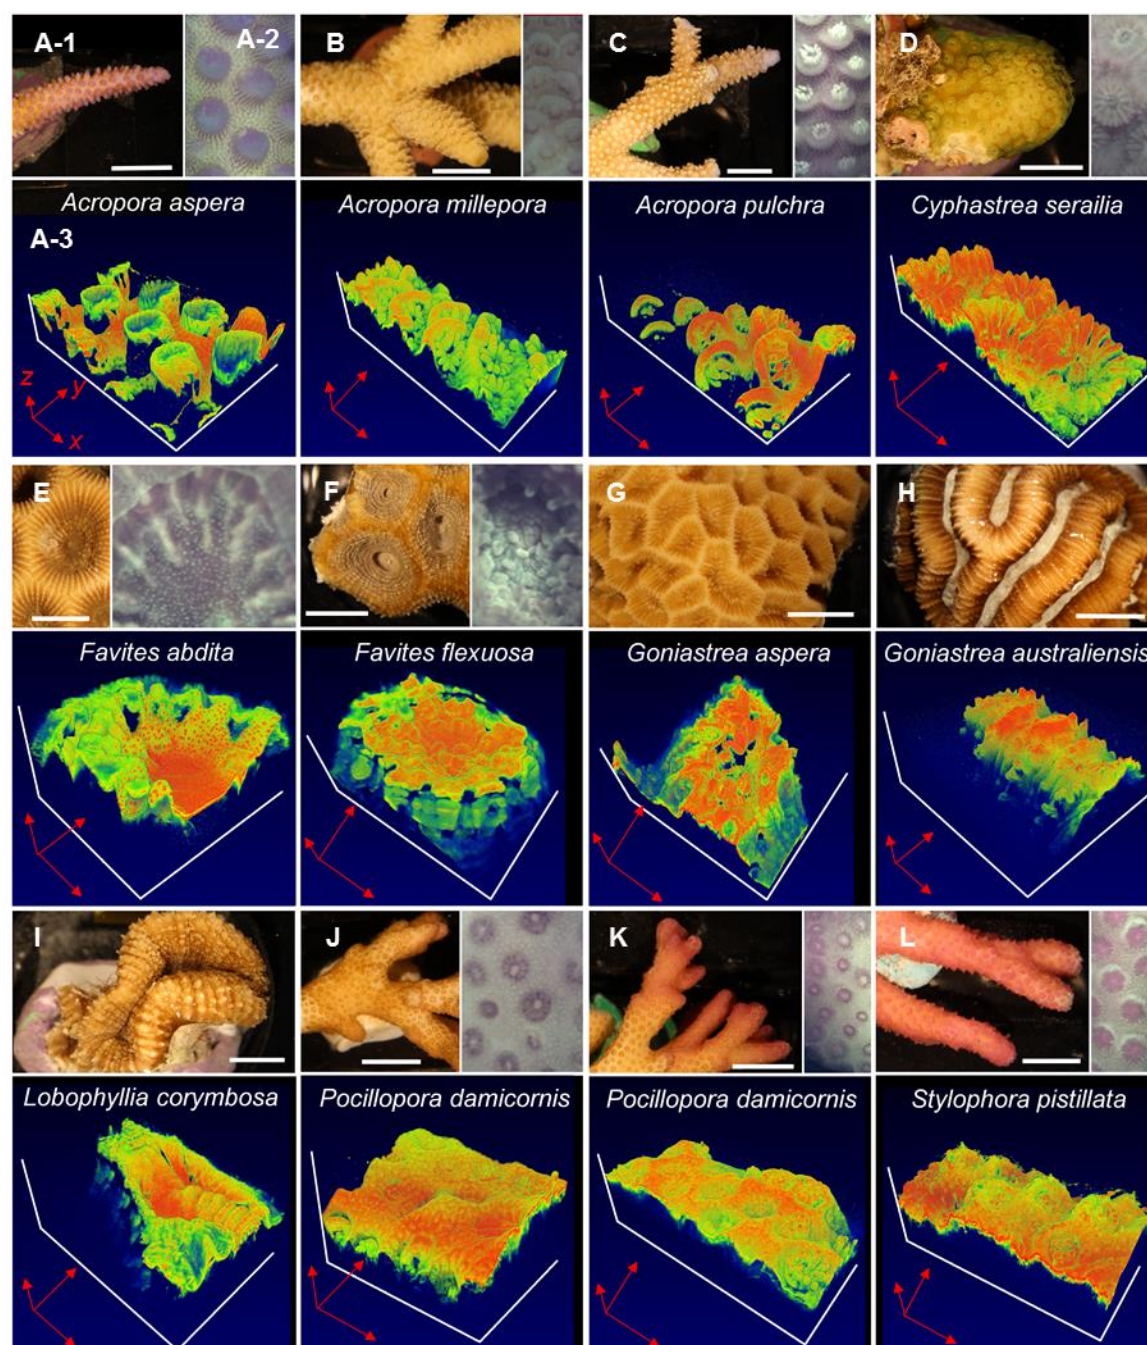 A-1 A-2 B C D
Acropora aspera Acropora millepora Acropora pulchra Cyphastrea serailia
A-3
z y x
E F G H
Favites abdita Favites flexuosa Goniastrea aspera Goniastrea australiensis
I J K L
Lobophyllia corymbosa Pocillopora damicornis Pocillopora damicornis Stylophora pistillata